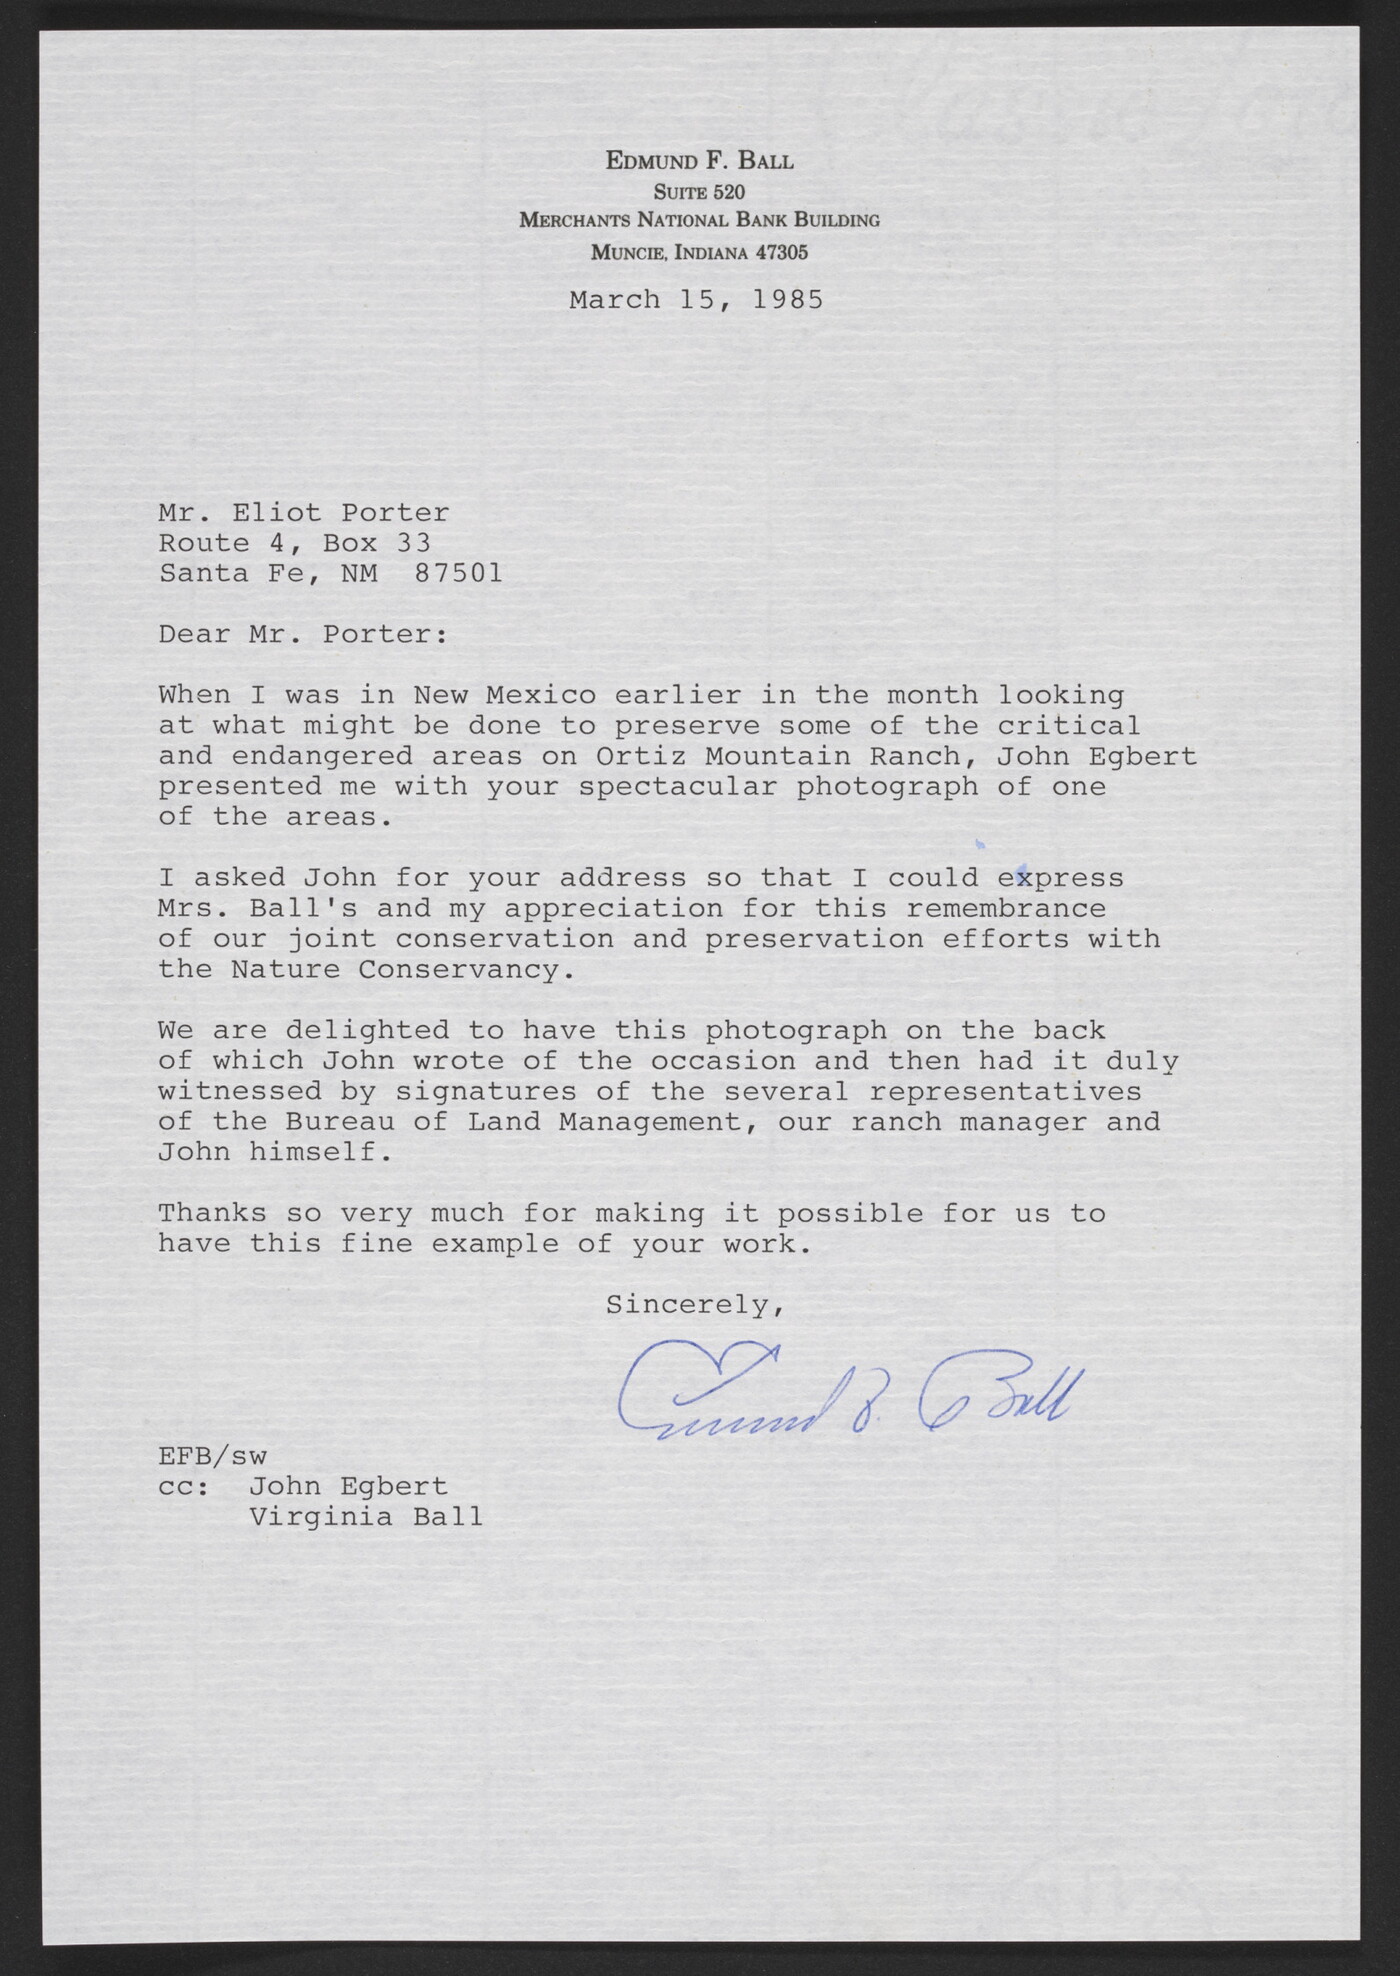 EDMUND F. BALL
SUITE 520
MERCHANTS NATIONAL BANK BUILDING
MUNCIE, INDIANA 47305
March 15, 1985
Mr. Eliot Porter
Route 4, Box 33
Santa Fe, NM  87501
Dear Mr. Porter:
When I was in New Mexico earlier in the month looking
at what might be done to preserve some of the critical
and endangered areas on Ortiz Mountain Ranch, John Egbert
presented me with your spectacular photograph of one
of the areas.
I asked John for your address so that I could express
Mrs. Ball's and my appreciation for this remembrance
of our joint conservation and preservation efforts with
the Nature Conservancy.
We are delighted to have this photograph on the back
of which John wrote of the occasion and then had it duly
witnessed by signatures of the several representatives
of the Bureau of Land Management, our ranch manager and
John himself.
Thanks so very much for making it possible for us to
have this fine example of your work.
Sincerely,
Edmund F. Ball
EFB/sw
cc:  John Egbert
Virginia Ball